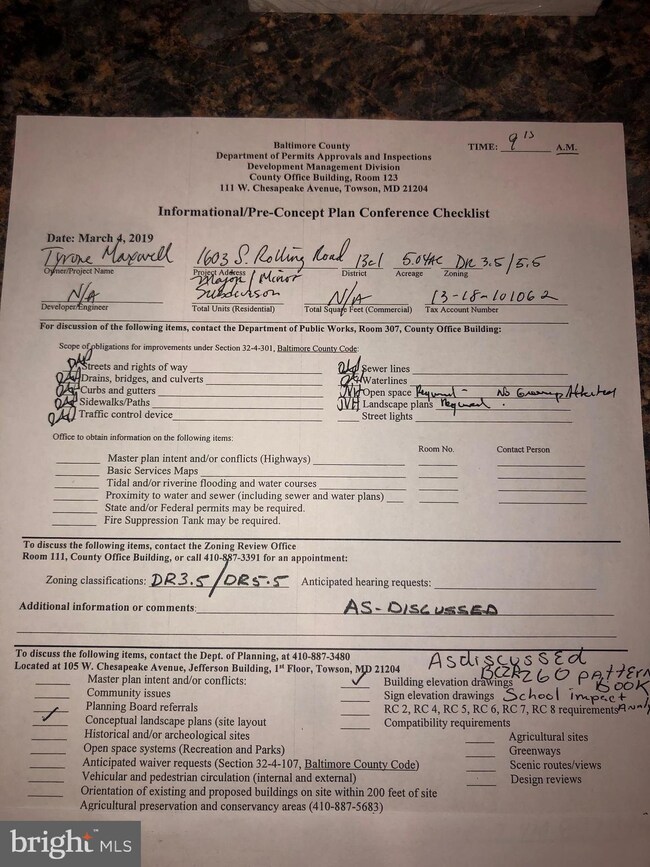 Baltimore County
Department of Permits Approvals and Inspections
Development Management Division
County Office Building, Room 123
111 W. Chesapeake Avenue, Towson, MD 21204
TIME: 9 15 A.M.
Informational/Pre-Concept Plan Conference Checklist
Date: March 4, 2019
Tyrone Maxwell 1603 S. Rolling Road 13c1 5.04AC DR 3.5/5.5
Owner/Project Name Project Address District Acreage Zoning
N/A Major/Minor Subdivision N/A 13-18-101062
Developer/Engineer Total Units (Residential) Total Square Feet (Commercial) Tax Account Number
For discussion of the following items, contact the Department of Public Works, Room 307, County Office Building:
Scope of obligations for improvements under Section 32-4-301, Baltimore County Code:
Streets and rights of way
Drains, bridges, and culverts
Curbs and gutters
Sidewalks/Paths
Traffic control device
Sewer lines
Waterlines
JVH Open space Required - No
JVH Landscape plans Required.
Street lights
Office to obtain information on the following items:
Room No. Contact Person
Master plan intent and/or conflicts (Highways)
Basic Services Maps
Tidal and/or riverine flooding and water courses
Proximity to water and sewer (including sewer and water plans)
State and/or Federal permits may be required.
Fire Suppression Tank may be required.
To discuss the following items, contact the Zoning Review Office
Room 111, County Office Building, or call 410-887-3391 for an appointment:
Zoning classifications: DR3.5/DR5.5 Anticipated hearing requests:
Additional information or comments: AS-DISCUSSED
To discuss the following items, contact the Dept. of Planning, at 410-887-3480
Located at 105 W. Chesapeake Avenue, Jefferson Building, 1st Floor, Towson, MD 21204
As discussed
BCZR 260 PATTERN BOOK
Master plan intent and/or conflicts:
Community issues
Planning Board referrals
✓ Conceptual landscape plans (site layout
Historical and/or archeological sites
Open space systems (Recreation and Parks)
Anticipated waiver requests (Section 32-4-107, Baltimore County Code)
Vehicular and pedestrian circulation (internal and external)
Orientation of existing and proposed buildings on site within 200 feet of site
Agricultural preservation and conservancy areas (410-887-5683)
✓ Building elevation drawings
Sign elevation drawings School impact
RC 2, RC 4, RC 5, RC 6, RC 7, RC 8 requirements
Compatibility requirements
Agricultural sites
Greenways
Scenic routes/views
Design reviews
bright MLS